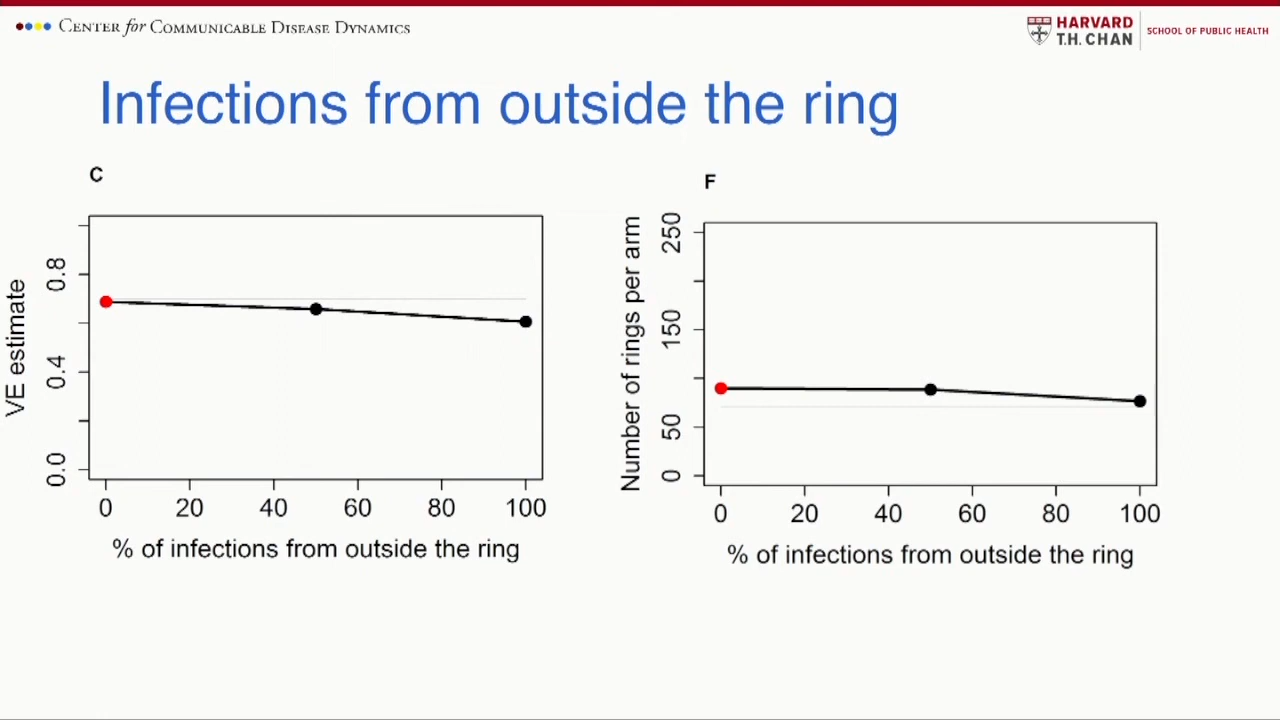 CENTER for COMMUNICABLE DISEASE DYNAMICS
HARVARD
T.H. CHAN
SCHOOL OF PUBLIC HEALTH
Infections from outside the ring
C
VE estimate
0.8
0.4
0.0
0 20 40 60 80 100
% of infections from outside the ring
F
Number of rings per arm
250
150
50
0
0 20 40 60 80 100
% of infections from outside the ring